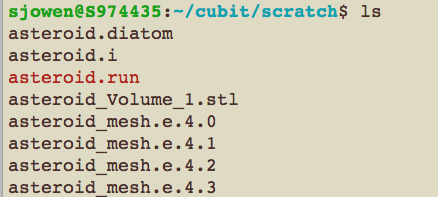 sjowen@S974435:~/cubit/scratch$ ls
asteroid.diatom
asteroid.i
asteroid.run
asteroid_Volume_1.stl
asteroid_mesh.e.4.0
asteroid_mesh.e.4.1
asteroid_mesh.e.4.2
asteroid_mesh.e.4.3